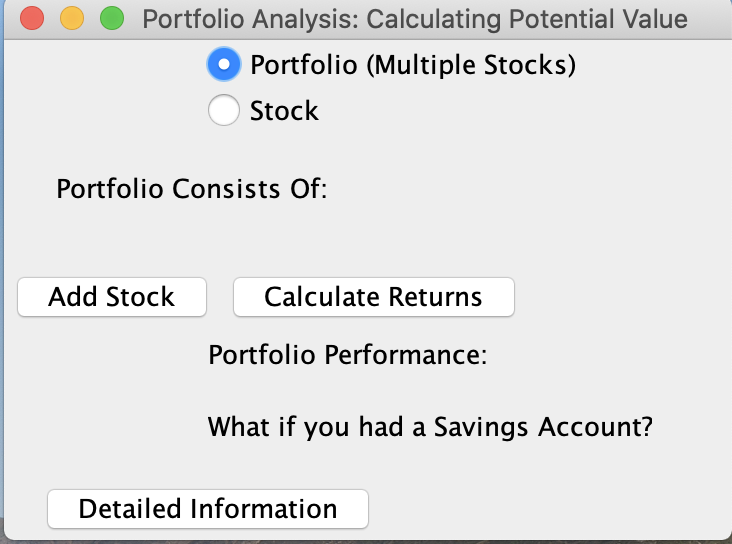 Portfolio Analysis: Calculating Potential Value
Portfolio (Multiple Stocks)
Stock
Portfolio Consists Of:
Add Stock Calculate Returns
Portfolio Performance:
What if you had a Savings Account?
Detailed Information